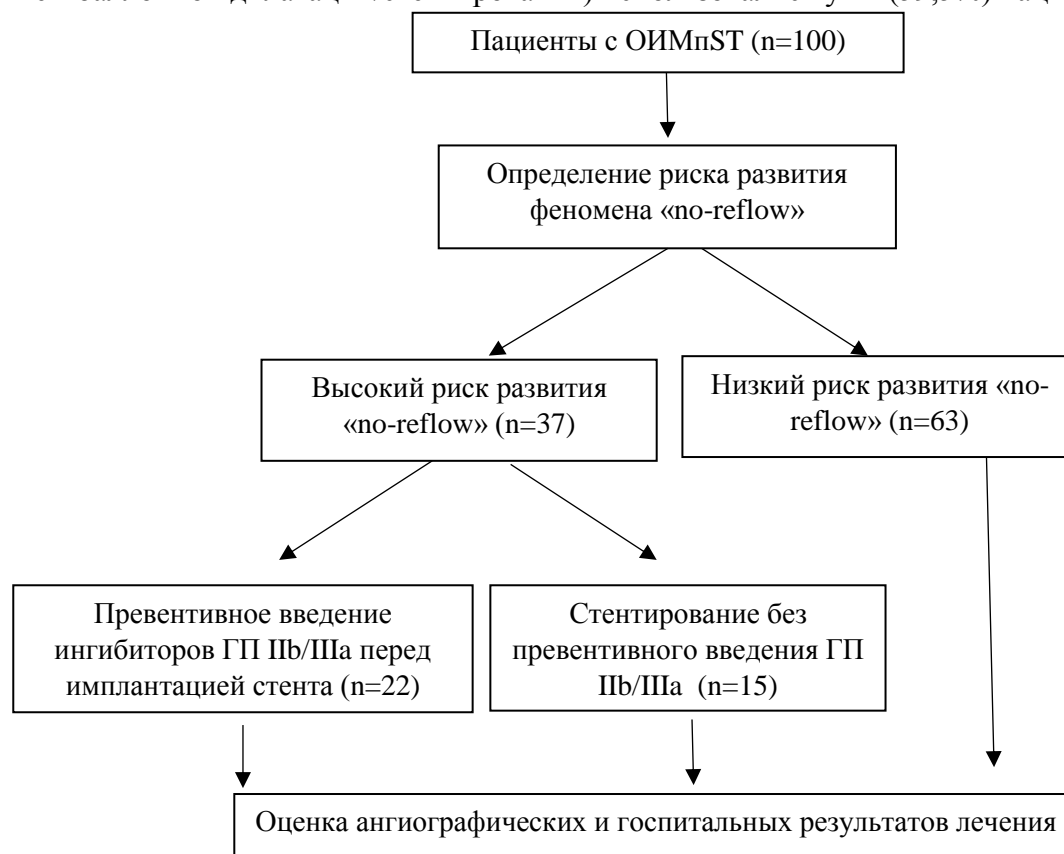 Пациенты с ОИМпST (n=100)
Определение риска развития
феномена «no-reflow»
Высокий риск развития
«no-reflow» (n=37)
Низкий риск развития «no-
reflow» (n=63)
Превентивное введение
ингибиторов ГП IIb/IIIa перед
имплантацией стента (n=22)
Стентирование без
превентивного введения ГП
IIb/IIIa (n=15)
Оценка ангиографических и госпитальных результатов лечения